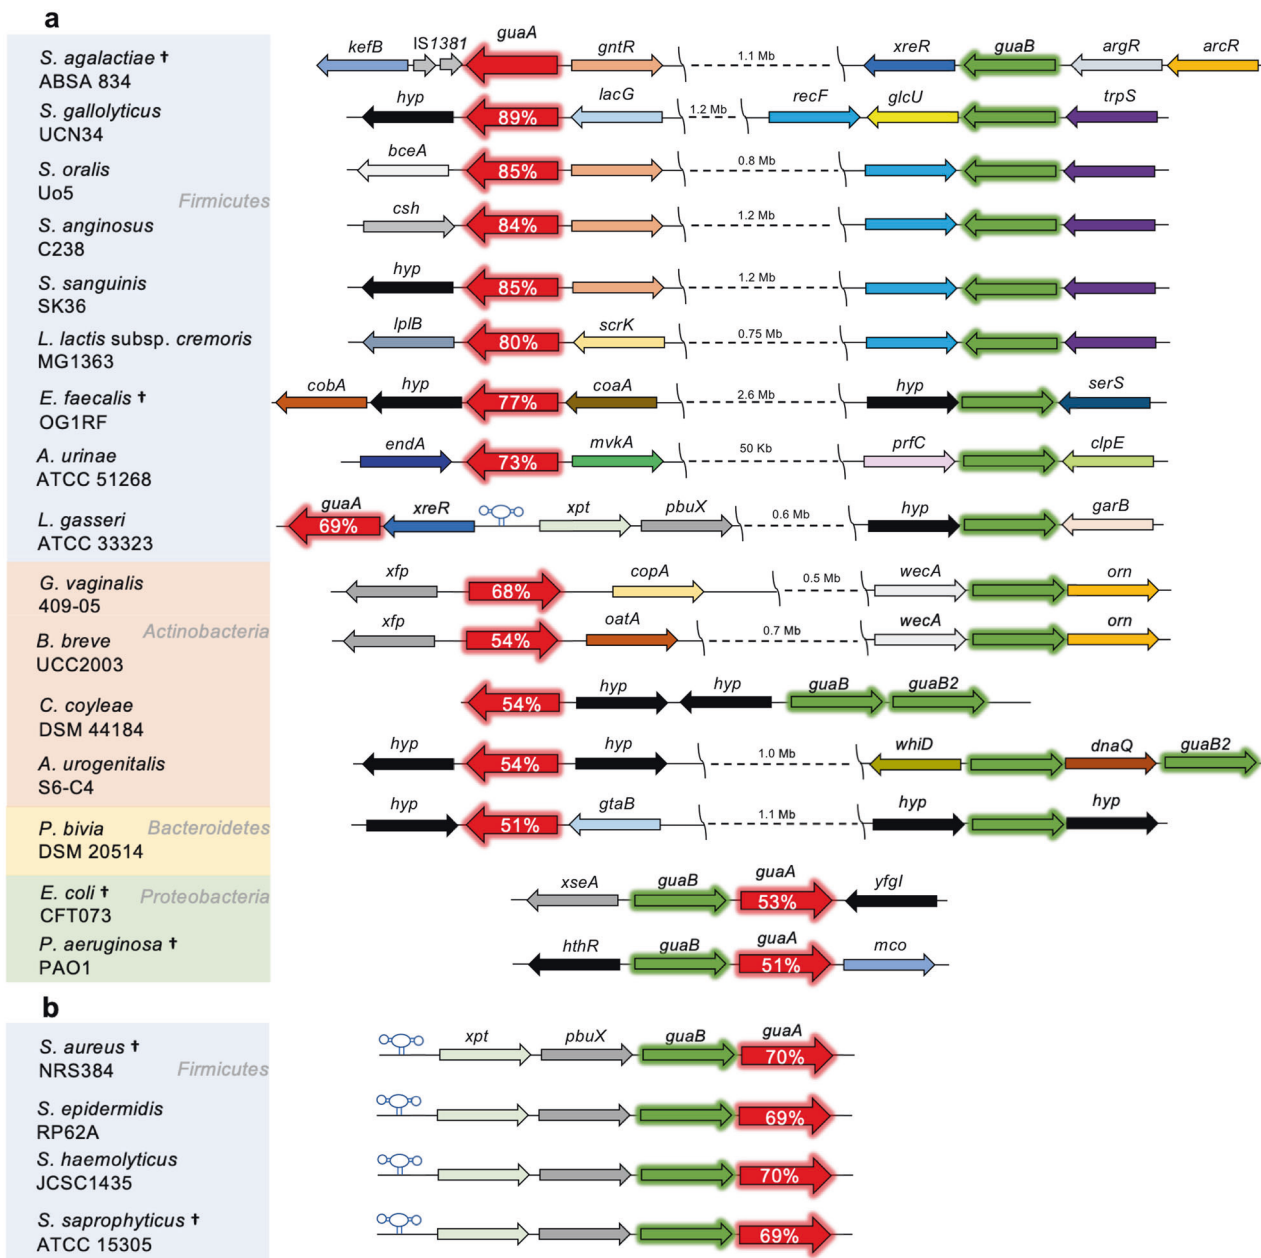 a
S. agalactiae †
ABSA 834
kefB IS1381 guaA gntR 1.1 Mb xreR guaB argR arcR
S. gallolyticus
UCN34
hyp 89% lacG 1.2 Mb recF glcU trpS
S. oralis
Uo5
bceA 85% 0.8 Mb
Firmicutes
S. anginosus
C238
csh 84% 1.2 Mb
S. sanguinis
SK36
hyp 85% 1.2 Mb
L. lactis subsp. cremoris
MG1363
lplB 80% scrK 0.75 Mb
E. faecalis †
OG1RF
cobA hyp 77% coaA 2.6 Mb hyp serS
A. urinae
ATCC 51268
endA 73% mvkA 50 Kb prfC clpE
L. gasseri
ATCC 33323
guaA 69% xreR xpt pbuX 0.6 Mb hyp garB
G. vaginalis
409-05
xfp 68% copA 0.5 Mb wecA orn
Actinobacteria
B. breve
UCC2003
xfp 54% oatA 0.7 Mb wecA orn
C. coyleae
DSM 44184
54% hyp hyp guaB guaB2
A. urogenitalis
S6-C4
hyp 54% hyp 1.0 Mb whiD dnaQ guaB2
P. bivia Bacteroidetes
DSM 20514
hyp 51% gtaB 1.1 Mb hyp hyp
E. coli † Proteobacteria
CFT073
xseA guaB guaA 53% yfgI
P. aeruginosa †
PAO1
hthR guaB guaA 51% mco
b
S. aureus †
NRS384 Firmicutes
xpt pbuX guaB guaA 70%
S. epidermidis
RP62A
69%
S. haemolyticus
JCSC1435
70%
S. saprophyticus †
ATCC 15305
69%